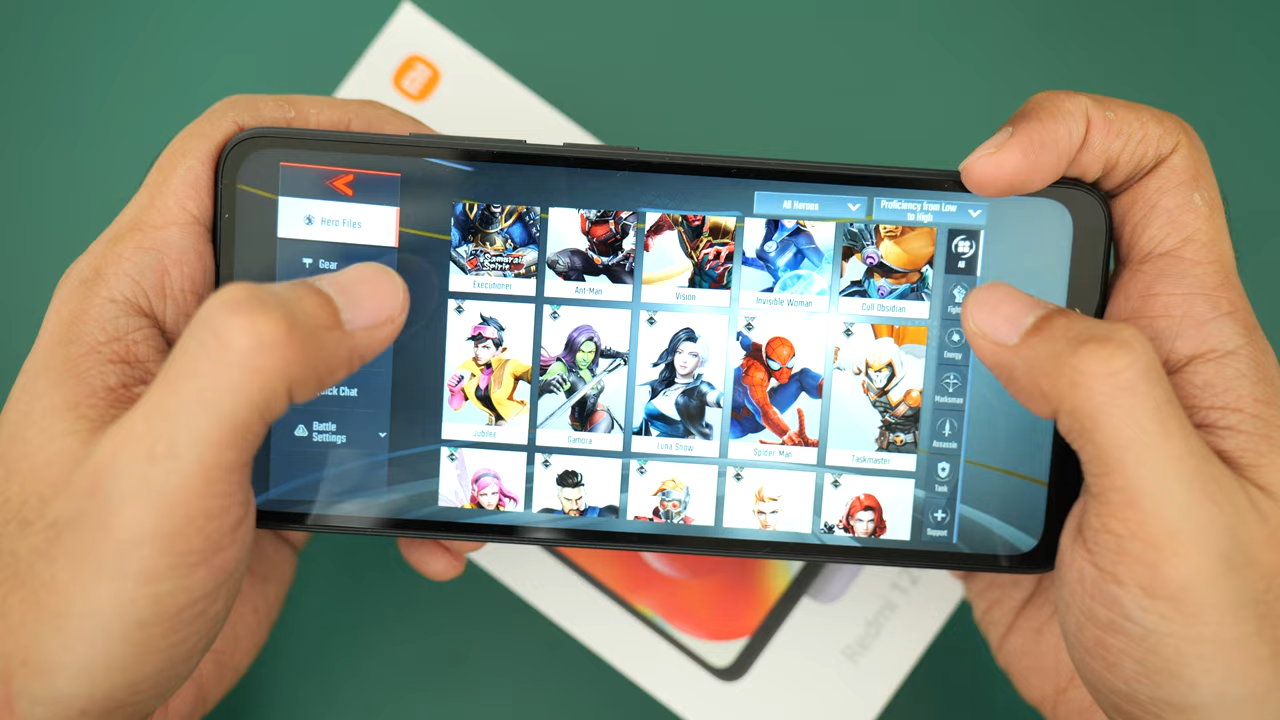 Hero Files
Gear
Quick Chat
Battle
Settings
All Heroes
Proficiency from Low
to High
Samurai
Spirit
Executioner
Ant-Man
Vision
Invisible Woman
Cull Obsidian
Jubilee
Gamora
Luna Snow
Spider-Man
Taskmaster
All
Energy
Marksman
Assassin
Tank
Support
Redmi 12